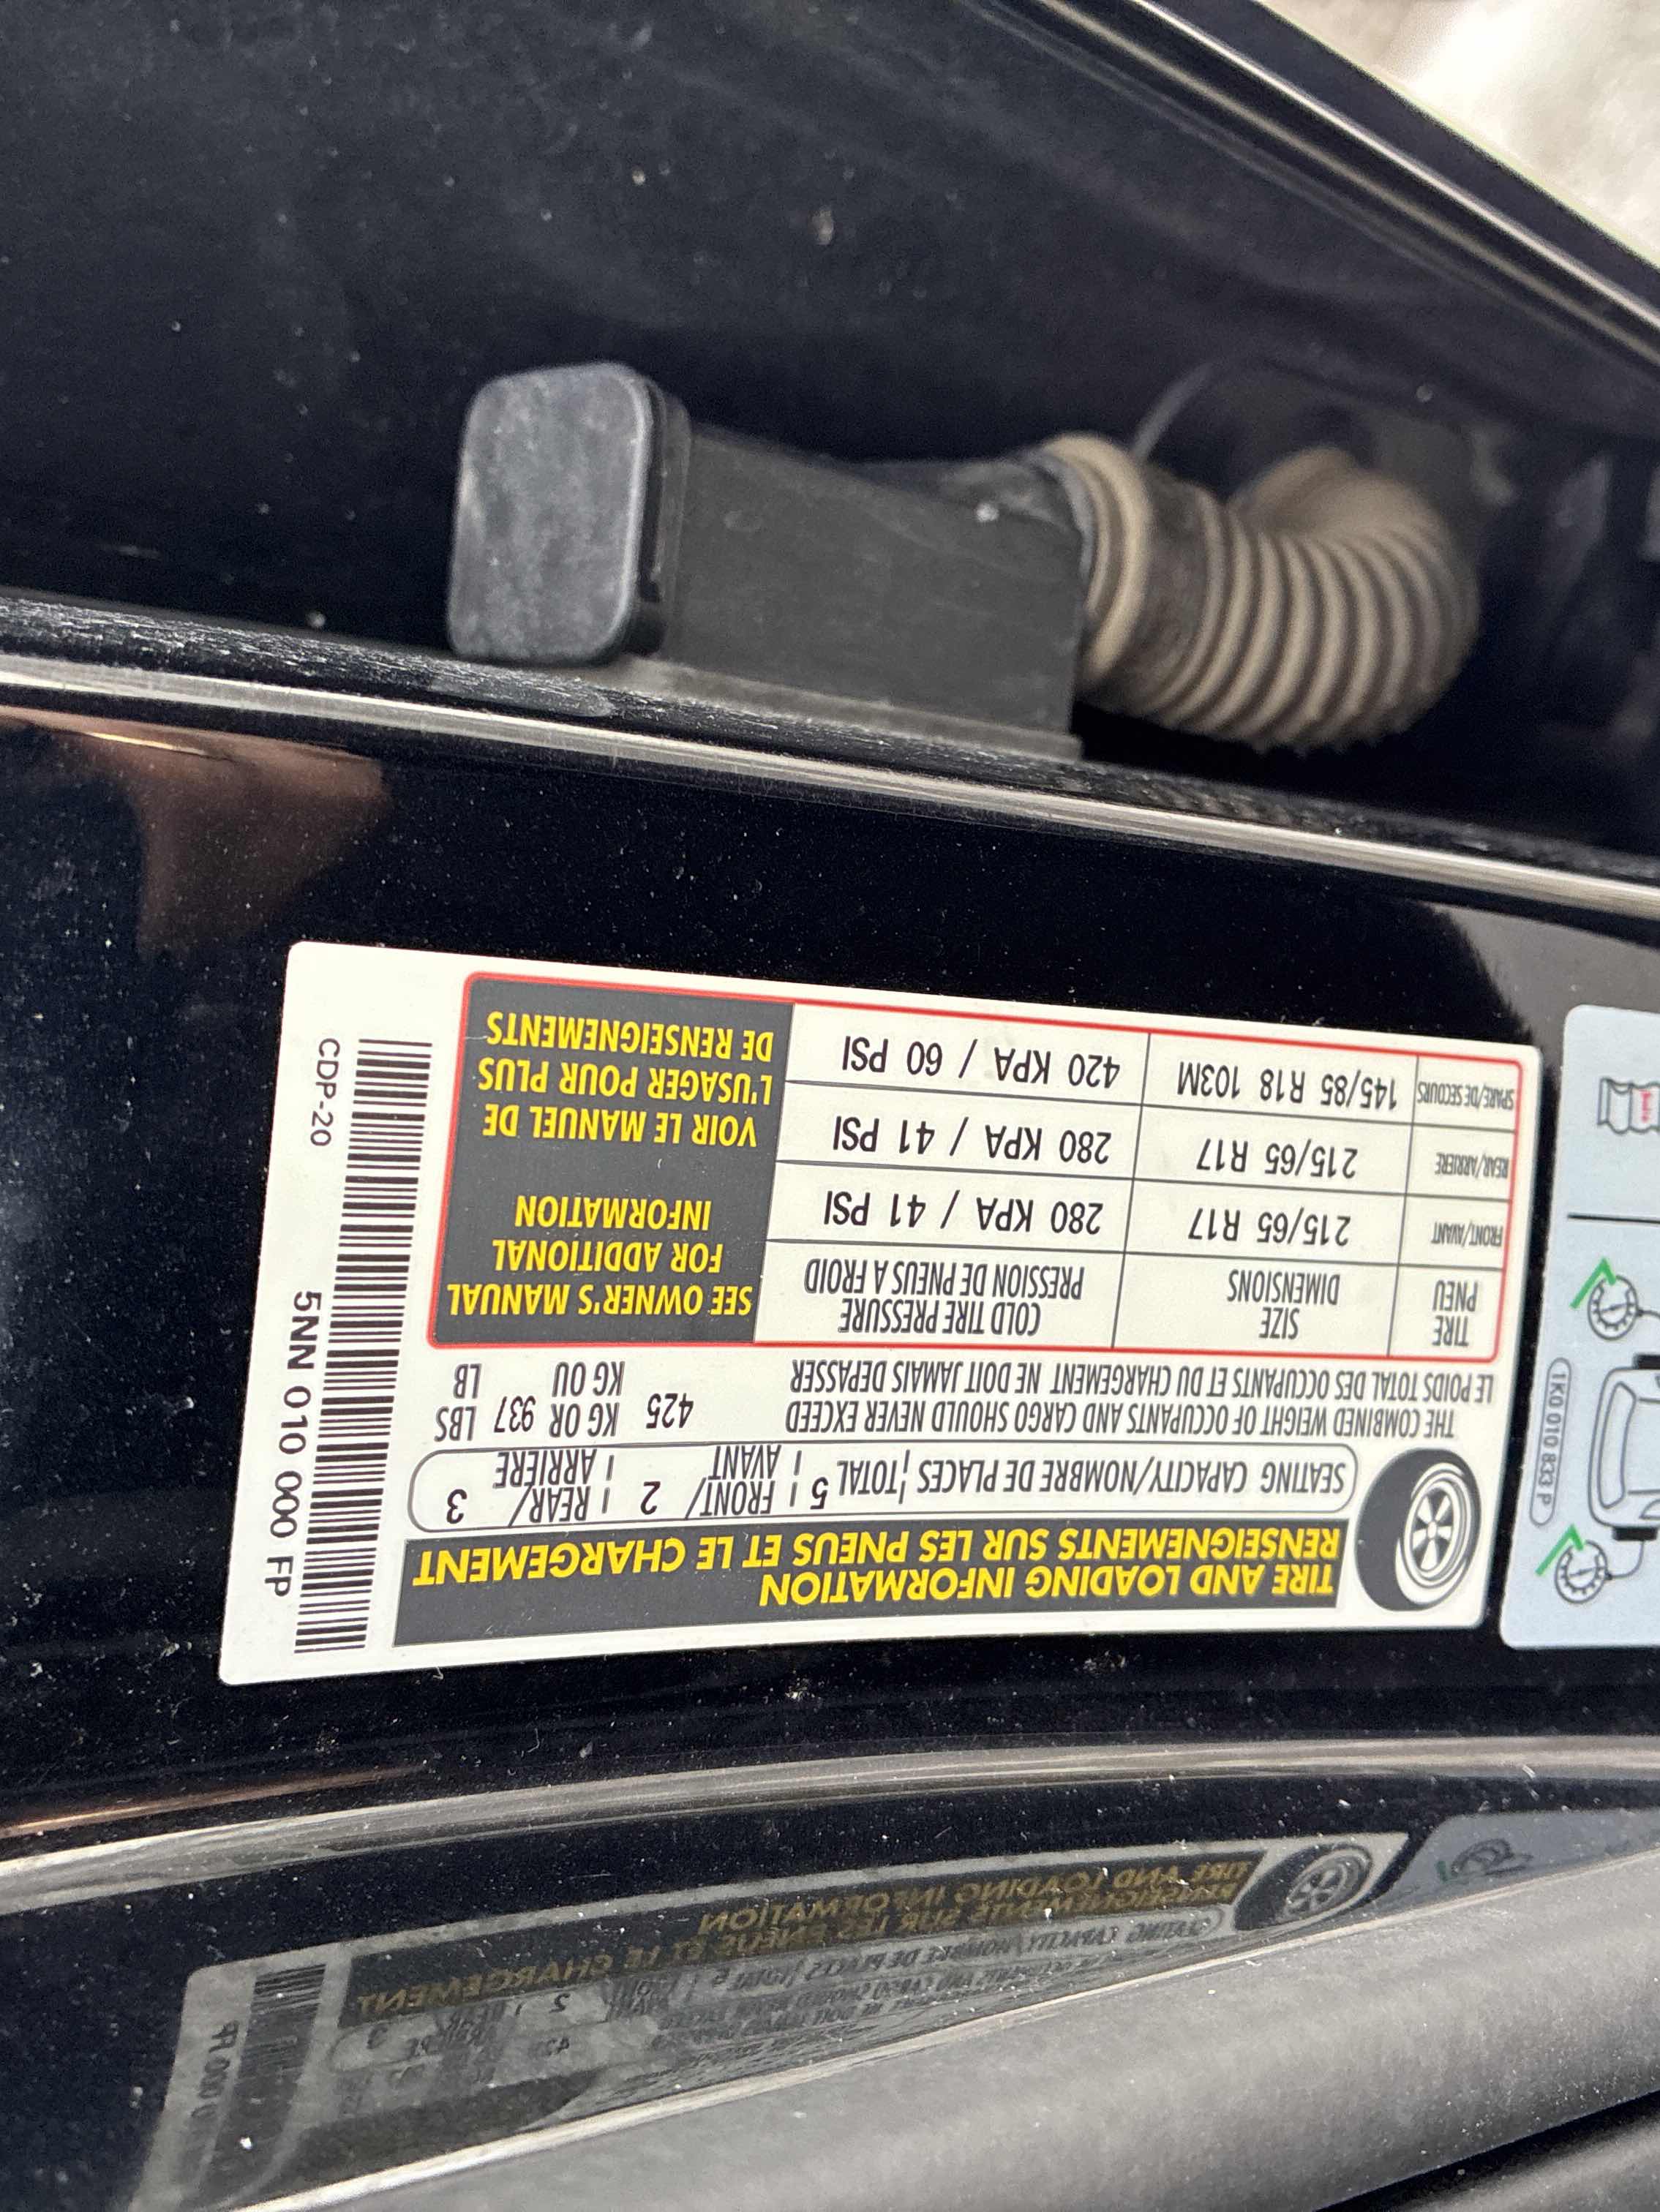 TIRE AND LOADING INFORMATION
RENSEIGNEMENTS SUR LES PNEUS ET LE CHARGEMENT
SEATING CAPACITY/NOMBRE DE PLACES TOTAL 5 FRONT/AVANT 2 REAR/ARRIERE 3
THE COMBINED WEIGHT OF OCCUPANTS AND CARGO SHOULD NEVER EXCEED 425 KG OR 937 LBS
LE POIDS TOTAL DES OCCUPANTS ET DU CHARGEMENT NE DOIT JAMAIS DEPASSER KG OU LB
TIRE SIZE COLD TIRE PRESSURE
PNEU DIMENSIONS PRESSION DE PNEUS A FROID
FRONT/AVANT 215/65 R17 280 KPA / 41 PSI
REAR/ARRIERE 215/65 R17 280 KPA / 41 PSI
SPARE/DE SECOURS 145/85 R18 103M 420 KPA / 60 PSI
SEE OWNER'S MANUAL
FOR ADDITIONAL
INFORMATION
VOIR LE MANUEL DE
L'USAGER POUR PLUS
DE RENSEIGNEMENTS
5NN 010 000 FP
CDP-20
1K0 010 833 P